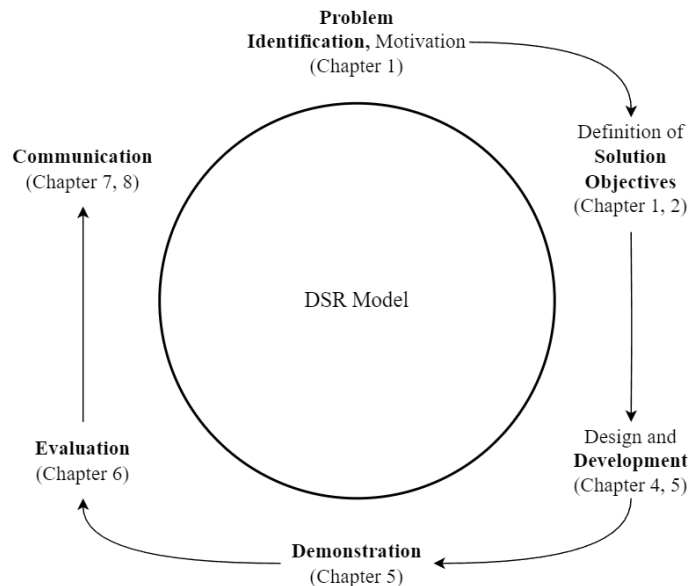 Problem
Identification, Motivation
(Chapter 1)
Definition of
Solution
Objectives
(Chapter 1, 2)
Communication
(Chapter 7, 8)
DSR Model
Design and
Development
(Chapter 4, 5)
Evaluation
(Chapter 6)
Demonstration
(Chapter 5)